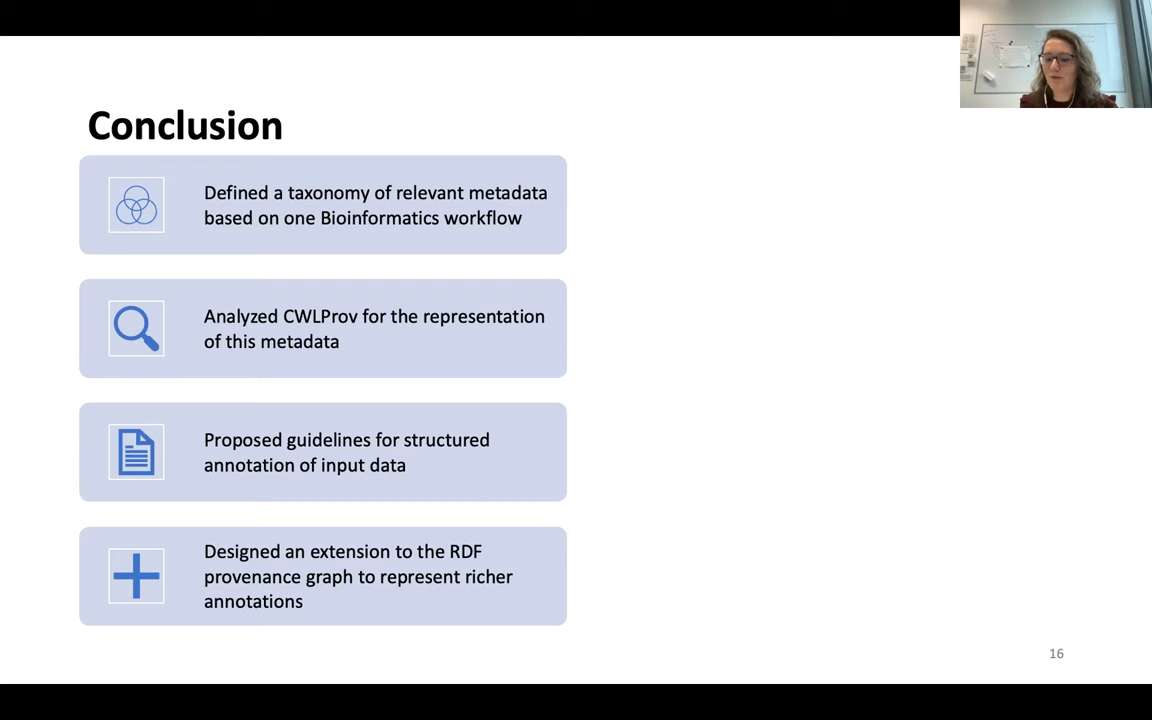 Conclusion
Defined a taxonomy of relevant metadata
based on one Bioinformatics workflow
Analyzed CWLProv for the representation
of this metadata
Proposed guidelines for structured
annotation of input data
Designed an extension to the RDF
provenance graph to represent richer
annotations
16